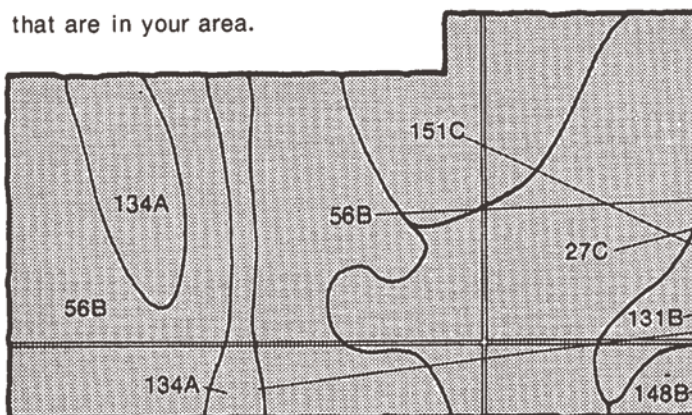 that are in your area.
151C
134A
56B
27C
56B
131B
134A
148B